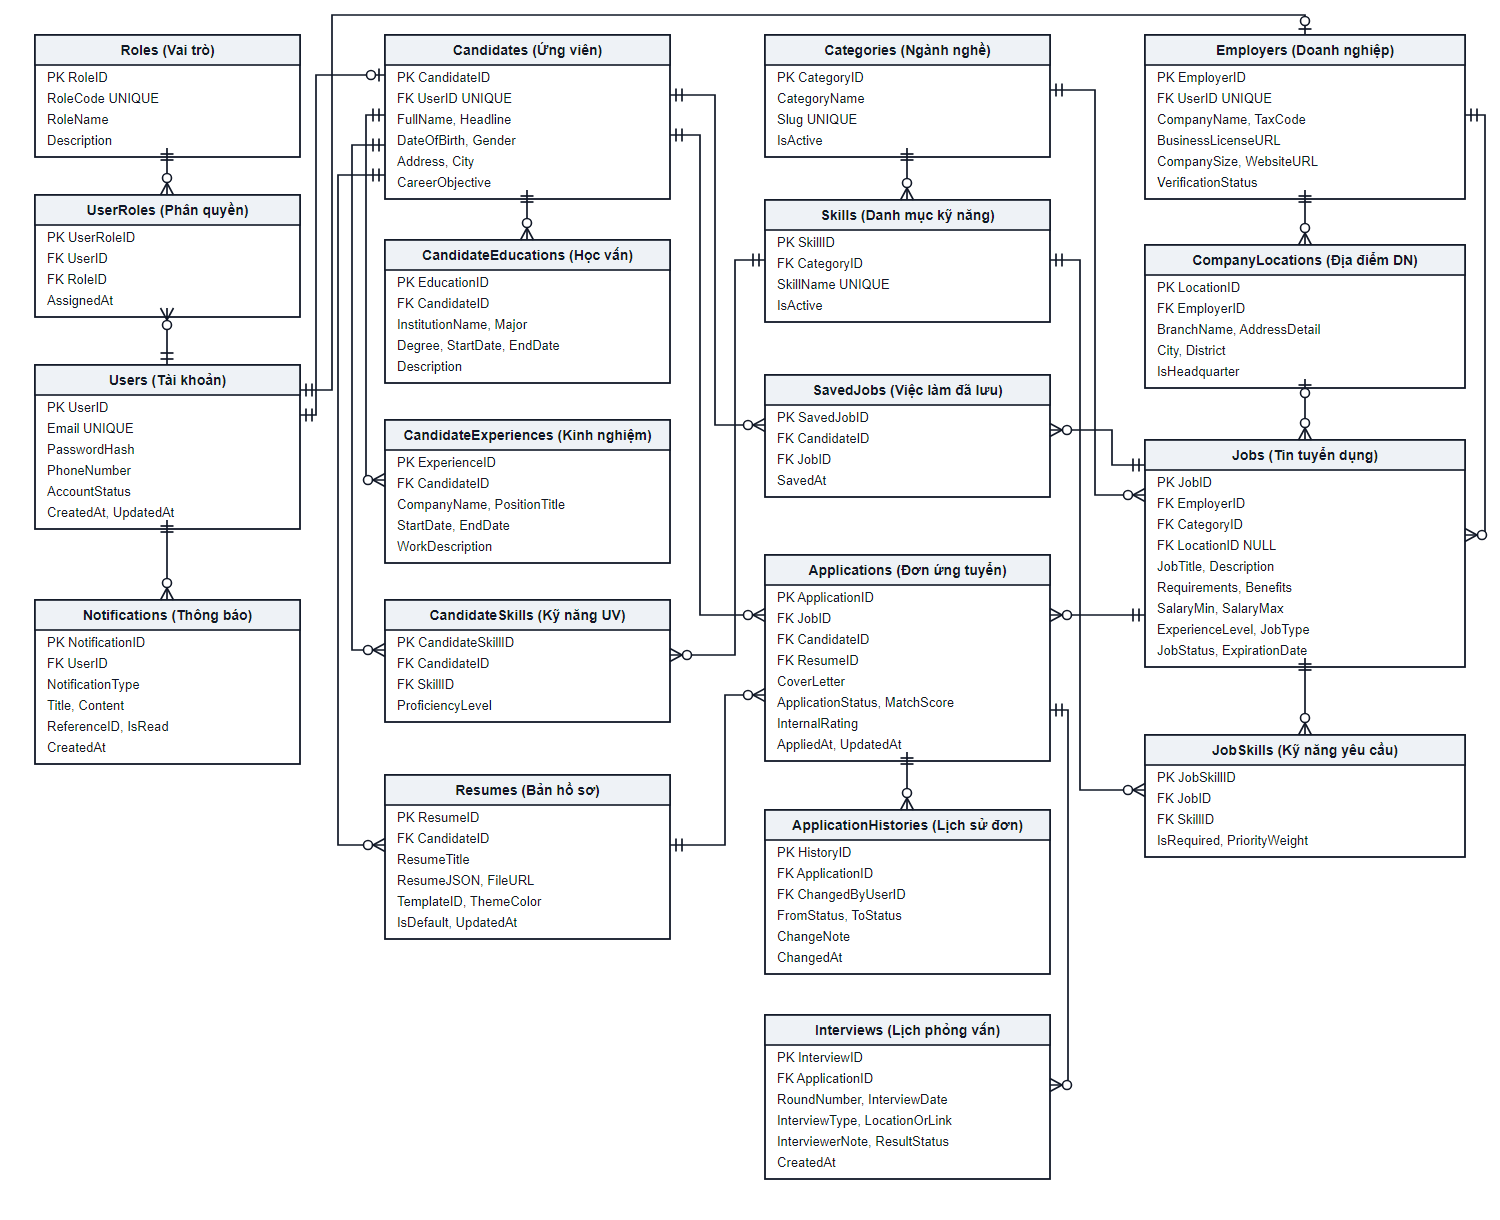 Roles (Vai trò)
PK RoleID
RoleCode UNIQUE
RoleName
Description
UserRoles (Phân quyền)
PK UserRoleID
FK UserID
FK RoleID
AssignedAt
Users (Tài khoản)
PK UserID
Email UNIQUE
PasswordHash
PhoneNumber
AccountStatus
CreatedAt, UpdatedAt
Notifications (Thông báo)
PK NotificationID
FK UserID
NotificationType
Title, Content
ReferenceID, IsRead
CreatedAt
Candidates (Ứng viên)
PK CandidateID
FK UserID UNIQUE
FullName, Headline
DateOfBirth, Gender
Address, City
CareerObjective
CandidateEducations (Học vấn)
PK EducationID
FK CandidateID
InstitutionName, Major
Degree, StartDate, EndDate
Description
CandidateExperiences (Kinh nghiệm)
PK ExperienceID
FK CandidateID
CompanyName, PositionTitle
StartDate, EndDate
WorkDescription
CandidateSkills (Kỹ năng UV)
PK CandidateSkillID
FK CandidateID
FK SkillID
ProficiencyLevel
Resumes (Bản hồ sơ)
PK ResumeID
FK CandidateID
ResumeTitle
ResumeJSON, FileURL
TemplateID, ThemeColor
IsDefault, UpdatedAt
Categories (Ngành nghề)
PK CategoryID
CategoryName
Slug UNIQUE
IsActive
Skills (Danh mục kỹ năng)
PK SkillID
FK CategoryID
SkillName UNIQUE
IsActive
SavedJobs (Việc làm đã lưu)
PK SavedJobID
FK CandidateID
FK JobID
SavedAt
Applications (Đơn ứng tuyển)
PK ApplicationID
FK JobID
FK CandidateID
FK ResumeID
CoverLetter
ApplicationStatus, MatchScore
InternalRating
AppliedAt, UpdatedAt
ApplicationHistories (Lịch sử đơn)
PK HistoryID
FK ApplicationID
FK ChangedByUserID
FromStatus, ToStatus
ChangeNote
ChangedAt
Interviews (Lịch phỏng vấn)
PK InterviewID
FK ApplicationID
RoundNumber, InterviewDate
InterviewType, LocationOrLink
InterviewerNote, ResultStatus
CreatedAt
Employers (Doanh nghiệp)
PK EmployerID
FK UserID UNIQUE
CompanyName, TaxCode
BusinessLicenseURL
CompanySize, WebsiteURL
VerificationStatus
CompanyLocations (Địa điểm DN)
PK LocationID
FK EmployerID
BranchName, AddressDetail
City, District
IsHeadquarter
Jobs (Tin tuyển dụng)
PK JobID
FK EmployerID
FK CategoryID
FK LocationID NULL
JobTitle, Description
Requirements, Benefits
SalaryMin, SalaryMax
ExperienceLevel, JobType
JobStatus, ExpirationDate
JobSkills (Kỹ năng yêu cầu)
PK JobSkillID
FK JobID
FK SkillID
IsRequired, PriorityWeight